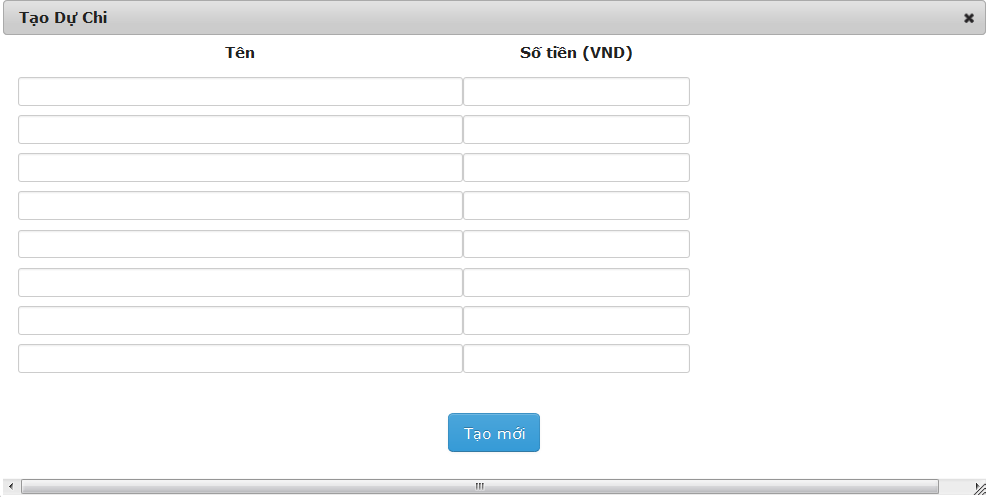 Tạo Dự Chi
Tên Số tiền (VND)
Tạo mới